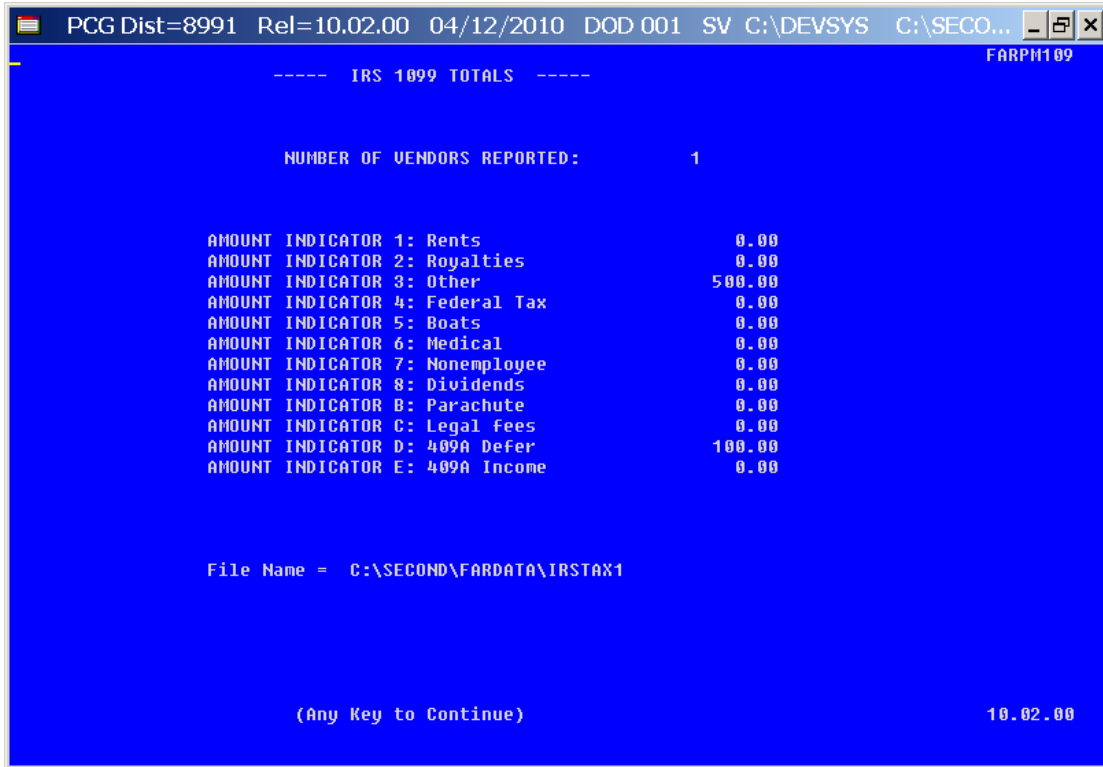 PCG Dist=8991 Rel=10.02.00 04/12/2010 DOD 001 SV C:\DEVSYS C:\SECO...
FARPM109
----- IRS 1099 TOTALS -----
NUMBER OF VENDORS REPORTED: 1
AMOUNT INDICATOR 1: Rents 0.00
AMOUNT INDICATOR 2: Royalties 0.00
AMOUNT INDICATOR 3: Other 500.00
AMOUNT INDICATOR 4: Federal Tax 0.00
AMOUNT INDICATOR 5: Boats 0.00
AMOUNT INDICATOR 6: Medical 0.00
AMOUNT INDICATOR 7: Nonemployee 0.00
AMOUNT INDICATOR 8: Dividends 0.00
AMOUNT INDICATOR B: Parachute 0.00
AMOUNT INDICATOR C: Legal fees 0.00
AMOUNT INDICATOR D: 409A Defer 100.00
AMOUNT INDICATOR E: 409A Income 0.00
File Name = C:\SECOND\FARDATA\IRSTAX1
(Any Key to Continue) 10.02.00